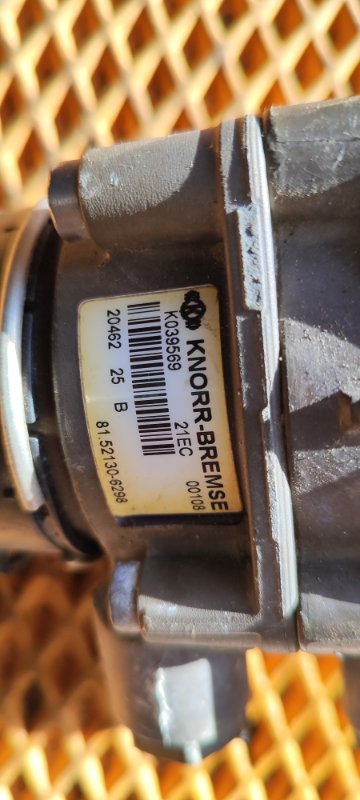 KNORR-BREMSE
K039569 21EC 00108
20462 25 B 81.52130-6298